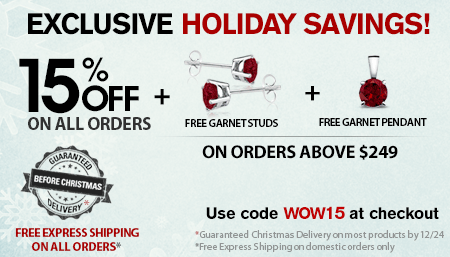 EXCLUSIVE HOLIDAY SAVINGS!
15% OFF
ON ALL ORDERS
+
FREE GARNET STUDS
+
FREE GARNET PENDANT
ON ORDERS ABOVE $249
GUARANTEED
BEFORE CHRISTMAS
DELIVERY*
FREE EXPRESS SHIPPING
ON ALL ORDERS*
Use code WOW15 at checkout
*Guaranteed Christmas Delivery on most products by 12/24
*Free Express Shipping on domestic orders only